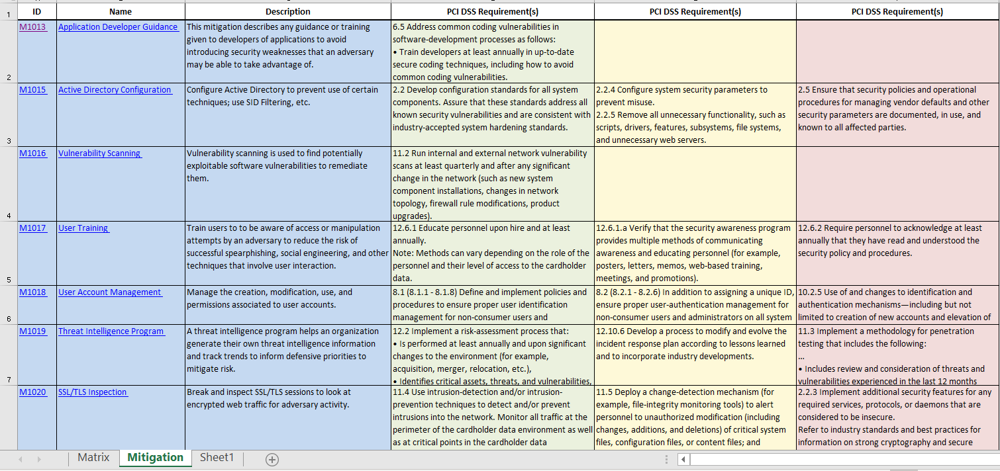 ID Name Description PCI DSS Requirement(s) PCI DSS Requirement(s) PCI DSS Requirement(s)
1
M1013 Application Developer Guidance
This mitigation describes any guidance or training
given to developers of applications to avoid
introducing security weaknesses that an adversary
may be able to take advantage of.
6.5 Address common coding vulnerabilities in
software-development processes as follows:
• Train developers at least annually in up-to-date
secure coding techniques, including how to avoid
common coding vulnerabilities.
2
M1015 Active Directory Configuration
Configure Active Directory to prevent use of certain
techniques; use SID Filtering, etc.
2.2 Develop configuration standards for all system
components. Assure that these standards address all
known security vulnerabilities and are consistent with
industry-accepted system hardening standards.
2.2.4 Configure system security parameters to
prevent misuse.
2.2.5 Remove all unnecessary functionality, such as
scripts, drivers, features, subsystems, file systems,
and unnecessary web servers.
2.5 Ensure that security policies and operational
procedures for managing vendor defaults and other
security parameters are documented, in use, and
known to all affected parties.
3
M1016 Vulnerability Scanning
Vulnerability scanning is used to find potentially
exploitable software vulnerabilities to remediate
them.
11.2 Run internal and external network vulnerability
scans at least quarterly and after any significant
change in the network (such as new system
component installations, changes in network
topology, firewall rule modifications, product
upgrades).
4
M1017 User Training
Train users to to be aware of access or manipulation
attempts by an adversary to reduce the risk of
successful spearphishing, social engineering, and other
techniques that involve user interaction.
12.6.1 Educate personnel upon hire and at least
annually.
Note: Methods can vary depending on the role of the
personnel and their level of access to the cardholder
data.
12.6.1.a Verify that the security awareness program
provides multiple methods of communicating
awareness and educating personnel (for example,
posters, letters, memos, web-based training,
meetings, and promotions).
12.6.2 Require personnel to acknowledge at least
annually that they have read and understood the
security policy and procedures.
5
M1018 User Account Management
Manage the creation, modification, use, and
permissions associated to user accounts.
8.1 (8.1.1 - 8.1.8) Define and implement policies and
procedures to ensure proper user identification
management for non-consumer users and
8.2 (8.2.1 - 8.2.6) In addition to assigning a unique ID,
ensure proper user-authentication management for
non-consumer users and administrators on all system
10.2.5 Use of and changes to identification and
authentication mechanisms—including but not
limited to creation of new accounts and elevation of
6
M1019 Threat Intelligence Program
A threat intelligence program helps an organization
generate their own threat intelligence information
and track trends to inform defensive priorities to
mitigate risk.
12.2 Implement a risk-assessment process that:
• Is performed at least annually and upon significant
changes to the environment (for example,
acquisition, merger, relocation, etc.),
• Identifies critical assets, threats, and vulnerabilities,
12.10.6 Develop a process to modify and evolve the
incident response plan according to lessons learned
and to incorporate industry developments.
11.3 Implement a methodology for penetration
testing that includes the following:
...
• Includes review and consideration of threats and
vulnerabilities experienced in the last 12 months
7
M1020 SSL/TLS Inspection
Break and inspect SSL/TLS sessions to look at
encrypted web traffic for adversary activity.
11.4 Use intrusion-detection and/or intrusion-
prevention techniques to detect and/or prevent
intrusions into the network. Monitor all traffic at the
perimeter of the cardholder data environment as well
as at critical points in the cardholder data
11.5 Deploy a change-detection mechanism (for
example, file-integrity monitoring tools) to alert
personnel to unauthorized modification (including
changes, additions, and deletions) of critical system
files, configuration files, or content files; and
2.2.3 Implement additional security features for any
required services, protocols, or daemons that are
considered to be insecure.
Refer to industry standards and best practices for
information on strong cryptography and secure
Matrix Mitigation Sheet1